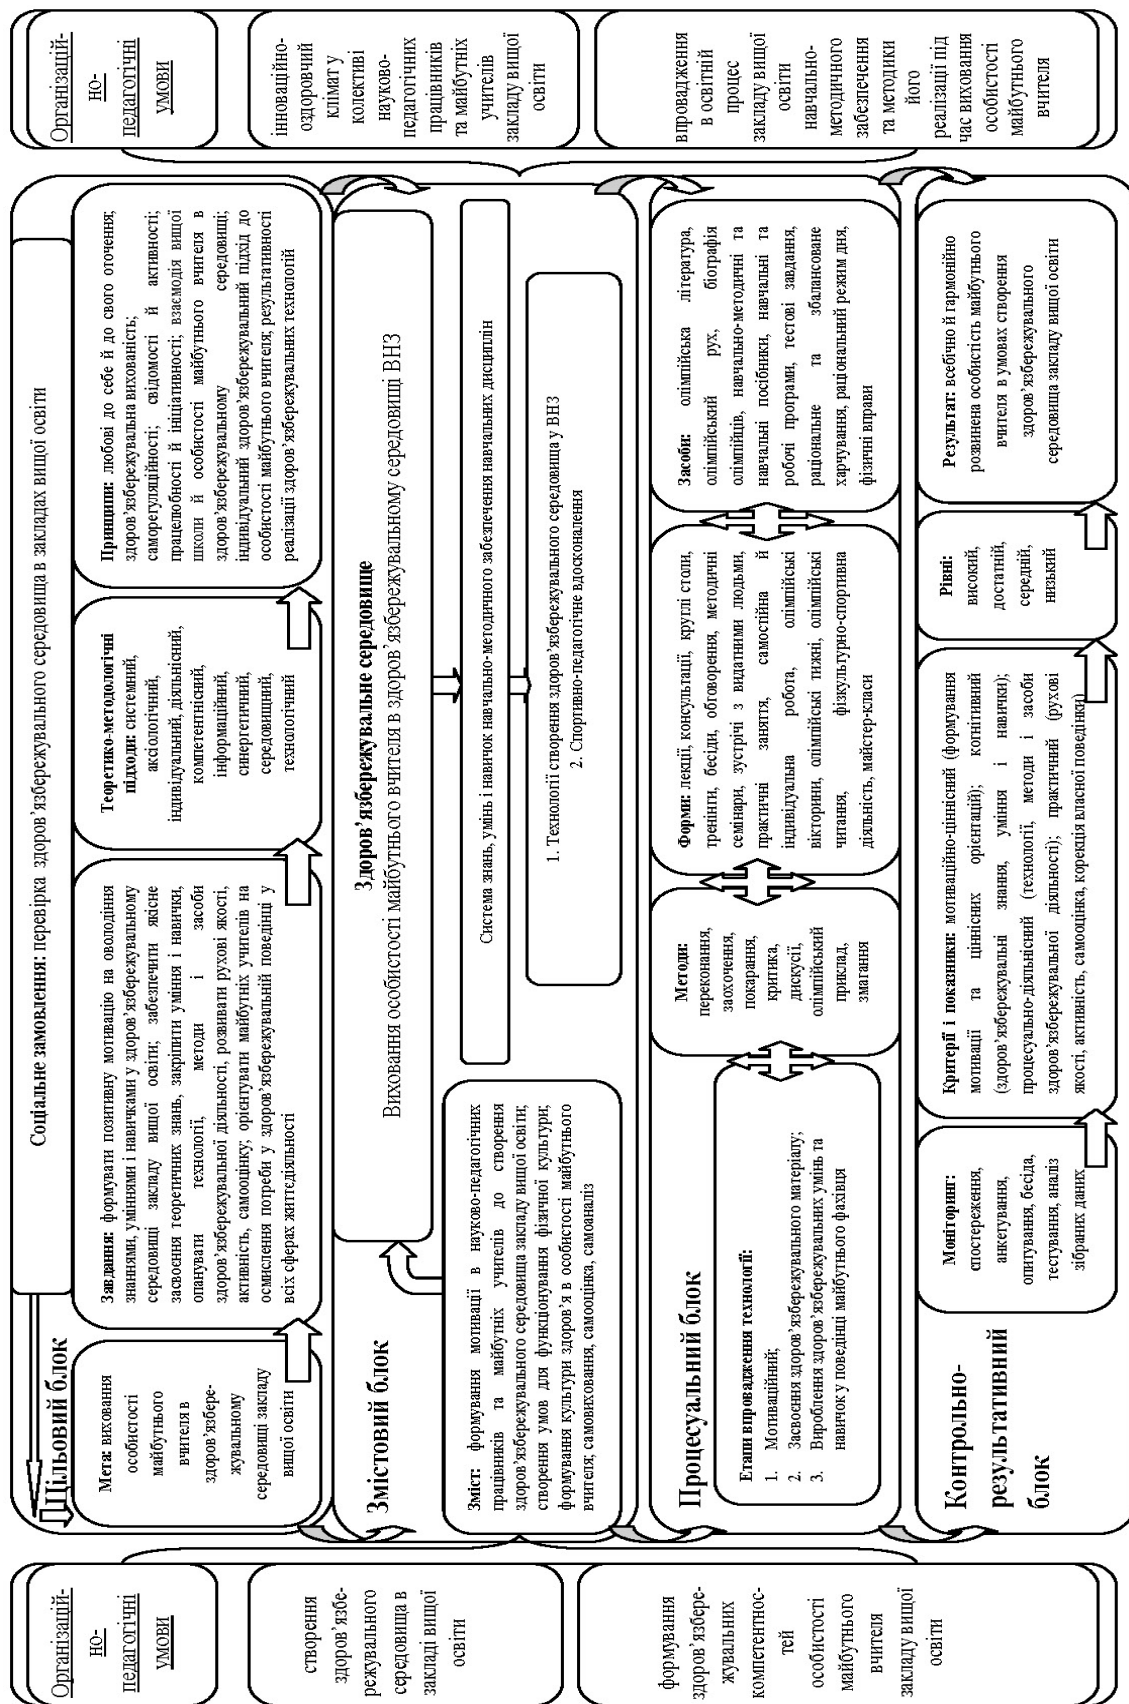 Соціальне замовлення: перевірка здоров’язбережувального середовища в закладах вищої освіти
Цільовий блок
Мета: виховання
особистості
майбутнього
вчителя в
здоров’язбере-
жувальному
середовищі закладу
вищої освіти
Завдання: формувати позитивну мотивацію на оволодіння
знаннями, уміннями і навичками у здоров’язбережувальному
середовищі закладу вищої освіти; забезпечити якісне
засвоєння теоретичних знань, закріпити уміння і навички,
опанувати технології, методи і засоби
здоров’язбережувальної діяльності, розвивати рухові якості,
активність, самооцінку; орієнтувати майбутніх учителів на
осмислення потреби у здоров’язбережувальній поведінці у
всіх сферах життєдіяльності
Теоретико-методологічні
підходи: системний,
аксіологічний,
індивідуальний, діяльнісний,
компетентнісний,
інформаційний,
синергетичний,
середовищний,
технологічний
Принципи: любові до себе й до свого оточення;
здоров’язбережувальна вихованість;
саморегуляційності; свідомості й активності;
працелюбності й ініціативності; взаємодія вищої
школи й особистості майбутнього вчителя в
здоров’язбережувальному середовищі;
індивідуальний здоров’язбережувальний підхід до
особистості майбутнього вчителя; результативності
реалізації здоров’язбережувальних технологій
Змістовий блок
Здоров’язбережувальне середовище
Виховання особистості майбутнього вчителя в здоров’язбережувальному середовищі ВНЗ
Зміст: формування мотивації в науково-педагогічних
працівників та майбутніх учителів до створення
здоров’язбережувального середовища закладу вищої освіти;
створення умов для функціонування фізичної культури;
формування культури здоров’я в особистості майбутнього
вчителя; самовиховання, самооцінка, самоаналіз
Система знань, умінь і навичок навчально-методичного забезпечення навчальних дисциплін
1. Технології створення здоров’язбережувального середовища у ВНЗ
2. Спортивно-педагогічне вдосконалення
Процесуальний блок
Етапи впровадження технології:
1. Мотиваційний;
2. Засвоєння здоров’язбережувального матеріалу;
3. Вироблення здоров’язбережувальних умінь та
навичок у поведінці майбутнього фахівця
Методи:
переконання,
заохочення,
покарання,
критика,
дискусії,
олімпійський
приклад,
змагання
Форми: лекції, консультації, круглі столи,
тренінги, бесіди, обговорення, методичні
семінари, зустрічі з видатними людьми,
практичні заняття, самостійна й
індивідуальна робота, олімпійські
вікторини, олімпійські тижні, олімпійські
читання, фізкультурно-спортивна
діяльність, майстер-класи
Засоби: олімпійська література,
олімпійський рух, біографія
олімпійців, навчально-методичні та
навчальні посібники, навчальні та
робочі програми, тестові завдання,
раціональне та збалансоване
харчування, раціональний режим дня,
фізичні вправи
Контрольно-
результативний
блок
Моніторинг:
спостереження,
анкетування,
опитування, бесіда,
тестування, аналіз
зібраних даних
Критерії і показники: мотиваційно-ціннісний (формування
мотивації та ціннісних орієнтацій); когнітивний
(здоров’язбережувальні знання, уміння і навички);
процесуально-діяльнісний (технології, методи і засоби
здоров’язбережувальної діяльності); практичний (рухові
якості, активність, самооцінка, корекція власної поведінки)
Рівні:
високий,
достатній,
середній,
низький
Результат: всебічно й гармонійно
розвинена особистість майбутнього
вчителя в умовах створення
здоров’язбережувального
середовища закладу вищої освіти
Організацій-
но-
педагогічні
умови
створення
здоров’язбе-
режувального
середовища в
закладі вищої
освіти
формування
здоров’язбере-
жувальних
компетентнос-
тей
особистості
майбутнього
вчителя
закладу вищої
освіти
Організацій-
но-
педагогічні
умови
інноваційно-
оздоровчий
клімат у
колективі
науково-
педагогічних
працівників
та майбутніх
учителів
закладу вищої
освіти
впровадження
в освітній
процес
закладу вищої
освіти
навчально-
методичного
забезпечення
та методики
його
реалізації під
час виховання
особистості
майбутнього
вчителя